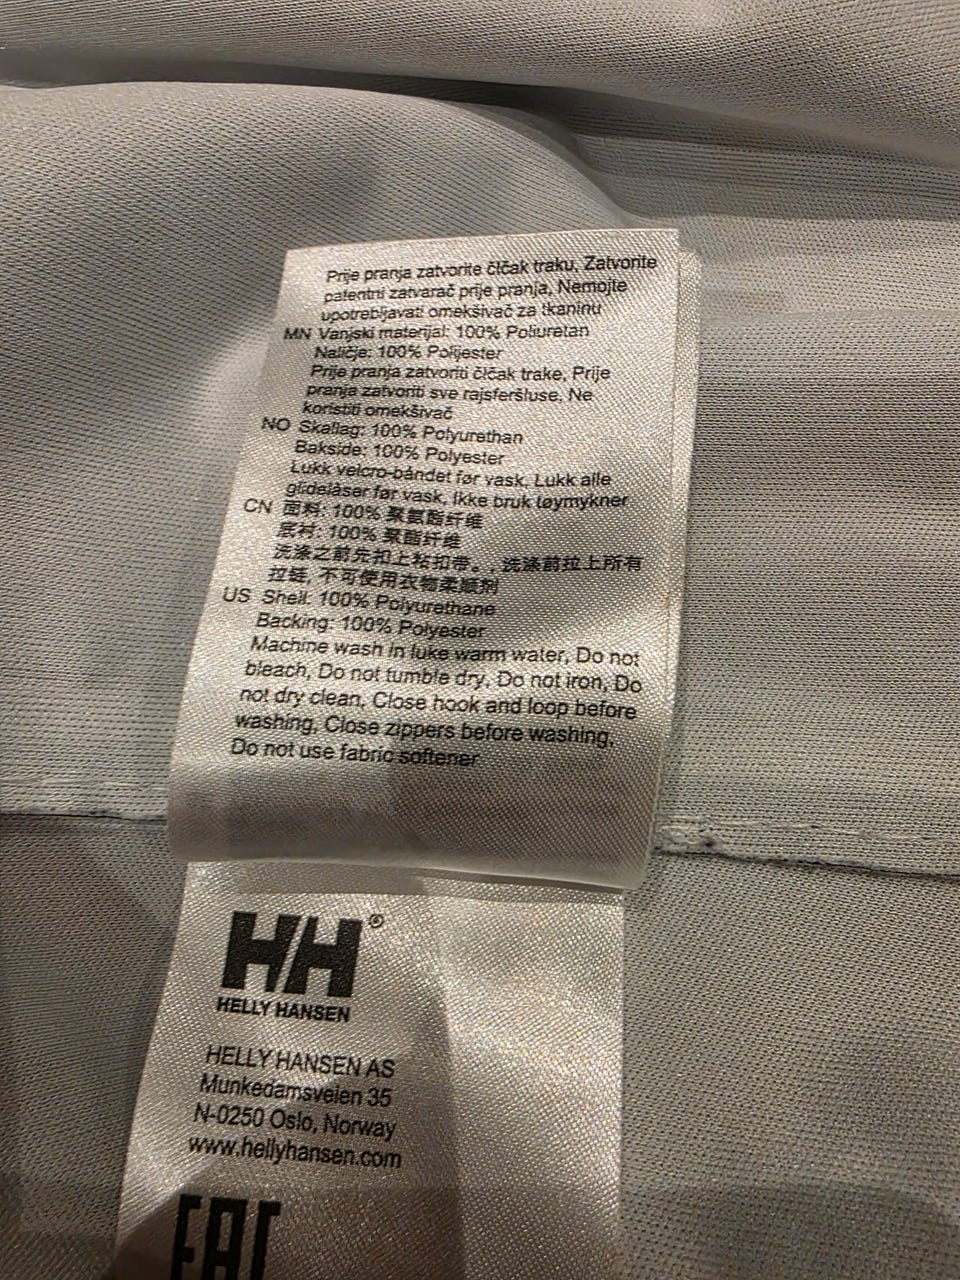 Prije pranja zatvorite čičak traku, Zatvorite
patentni zatvarač prije pranja, Nemojte
upotrebljavati omekšivač za tkaninu
MN Vanjski materijal: 100% Poliuretan
Naličje: 100% Polijester
Prije pranja zatvoriti čičak trake, Prije
pranja zatvoriti sve rajsferšluse, Ne
koristiti omekšivač
NO Skallag: 100% Polyurethan
Bakside: 100% Polyester
Lukk velcro-båndet før vask, Lukk alle
glidelåser før vask, Ikke bruk tøymykner
CN 面料: 100% 聚氨酯纤维
底衬: 100% 聚酯纤维
洗涤之前先扣上粘扣带。, 洗涤前拉上所有
拉链, 不可使用衣物柔顺剂
US Shell: 100% Polyurethane
Backing: 100% Polyester
Machine wash in luke warm water, Do not
bleach, Do not tumble dry, Do not iron, Do
not dry clean, Close hook and loop before
washing, Close zippers before washing,
Do not use fabric softener
HH®
HELLY HANSEN
HELLY HANSEN AS
Munkedamsveien 35
N-0250 Oslo, Norway
www.hellyhansen.com
EAC